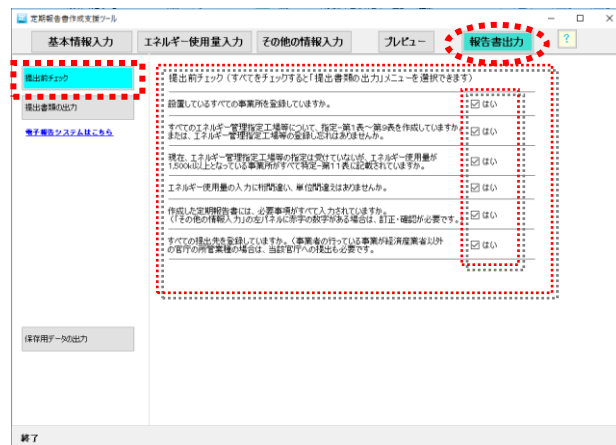 定期報告書作成支援ツール
基本情報入力 エネルギー使用量入力 その他の情報入力 プレビュー 報告書出力 ?
提出前チェック
提出書類の出力
電子報告システムはこちら
提出前チェック（すべてをチェックすると「提出書類の出力」メニューを選択できます）
設置しているすべての事業所を登録していますか。 はい
すべてのエネルギー管理指定工場等について、指定-第1表～第9表を作成していますか。
または、エネルギー管理指定工場等の登録し忘れはありませんか。 はい
現在、エネルギー管理指定工場等の指定は受けていないが、エネルギー使用量が
1,500kl以上となっている事業所がすべて特定-第11表に記載されていますか。 はい
エネルギー使用量の入力に桁間違い、単位間違えはありませんか。 はい
作成した定期報告書には、必要事項がすべて入力されていますか。
（「その他の情報入力」の左パネルに赤字の数字がある場合は、訂正・確認が必要です。） はい
すべての提出先を登録していますか。（事業者の行っている事業が経済産業省以外
の官庁の所管業種の場合は、当該官庁への提出も必要です。 はい
保存用データの出力
終了